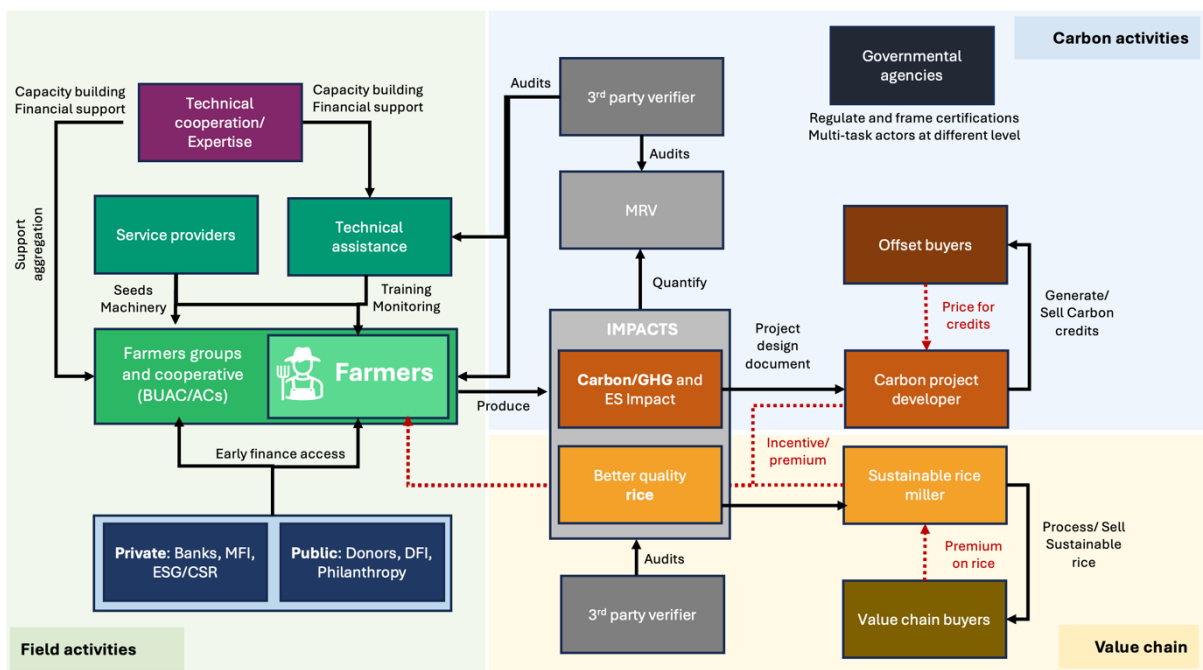 Carbon activities
Governmental
agencies
Regulate and frame certifications
Multi-task actors at different level
Capacity building
Financial support
Technical
cooperation/
Expertise
Capacity building
Financial support
Audits
3rd party verifier
Audits
MRV
Service providers
Technical
assistance
Support
aggregation
Seeds
Machinery
Training
Monitoring
Quantify
Offset buyers
Price for
credits
Generate/
Sell Carbon
credits
Farmers groups
and cooperative
(BUAC/ACs)
Farmers
Produce
IMPACTS
Carbon/GHG and
ES Impact
Project
design
document
Carbon project
developer
Early finance access
Better quality
rice
Incentive/
premium
Sustainable rice
miller
Private: Banks, MFI,
ESG/CSR
Public: Donors, DFI,
Philanthropy
Audits
3rd party verifier
Premium
on rice
Process/ Sell
Sustainable
rice
Value chain buyers
Field activities
Value chain